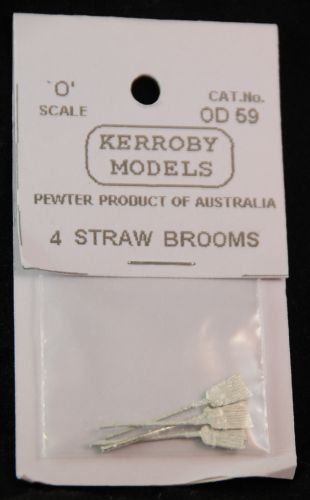 'O' CAT.No.
SCALE OD 59
KERROBY
MODELS
PEWTER PRODUCT OF AUSTRALIA
4 STRAW BROOMS